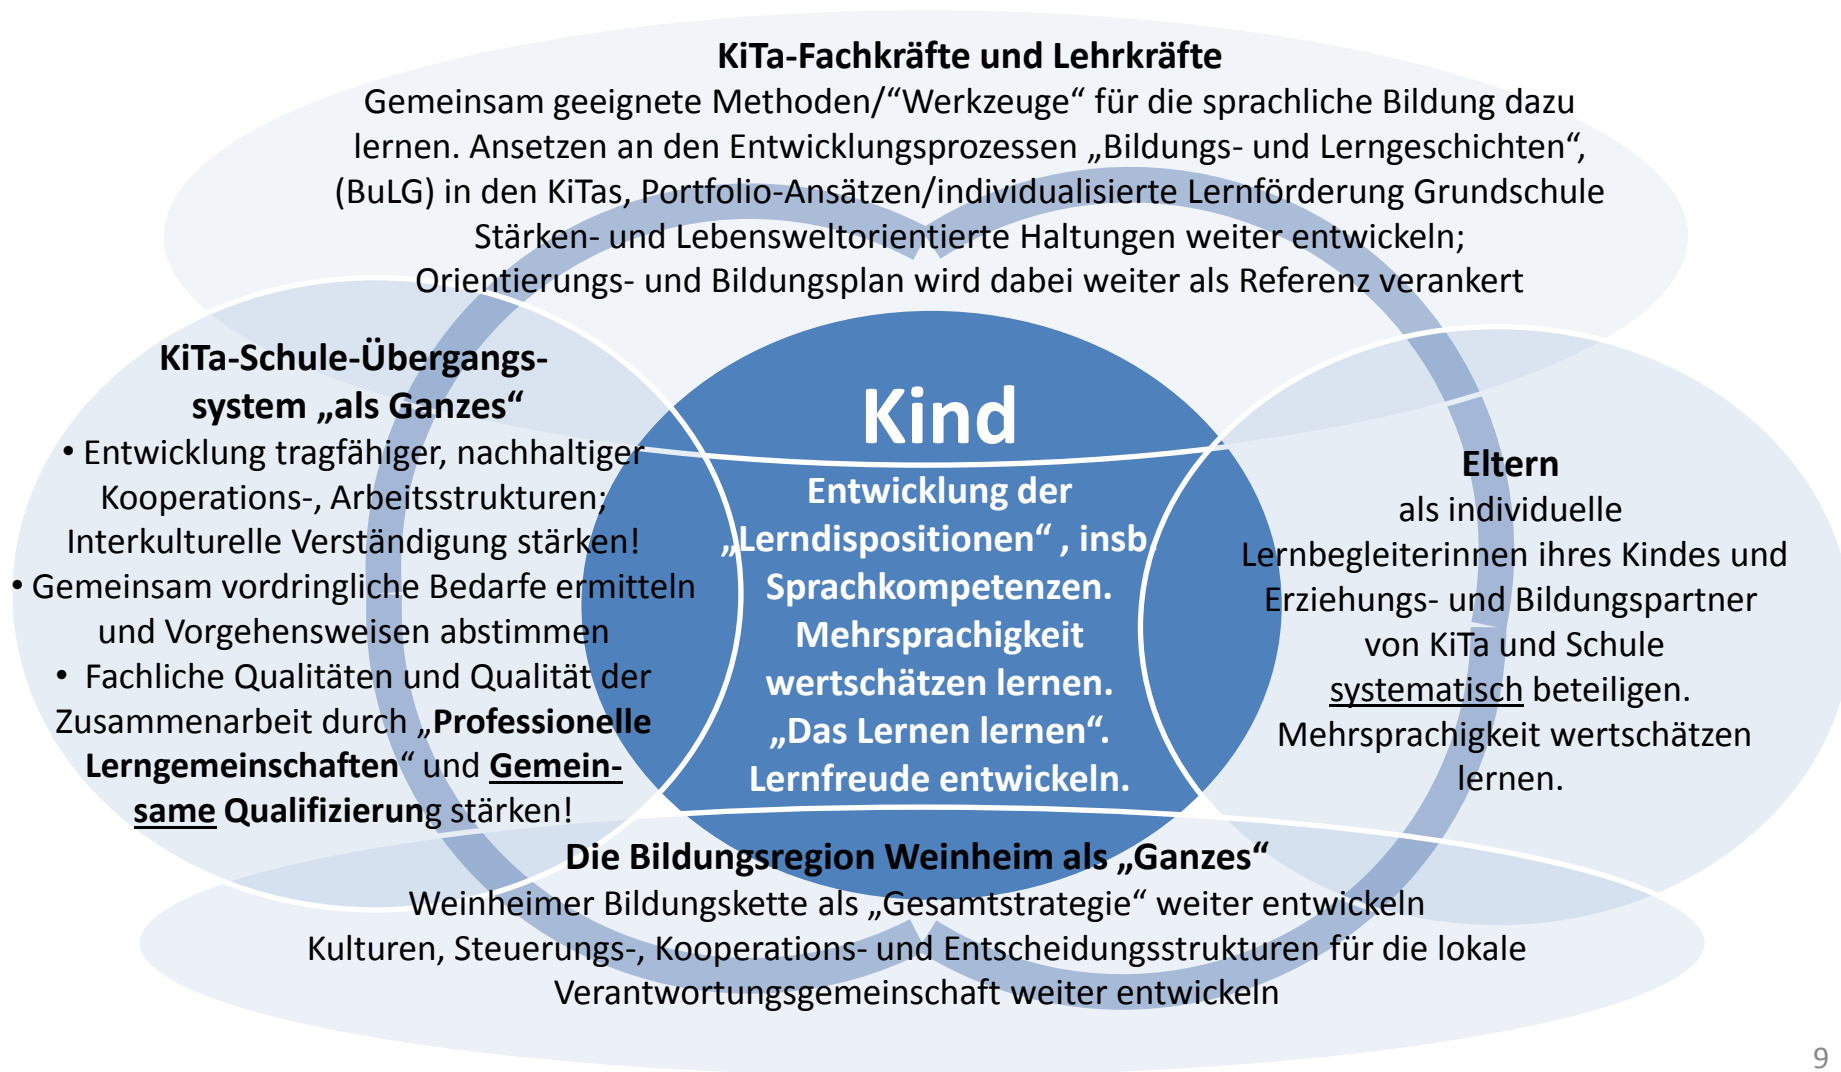 KiTa-Fachkräfte und Lehrkräfte
Gemeinsam geeignete Methoden/“Werkzeuge“ für die sprachliche Bildung dazu
lernen. Ansetzen an den Entwicklungsprozessen „Bildungs- und Lerngeschichten“,
(BuLG) in den KiTas, Portfolio-Ansätzen/individualisierte Lernförderung Grundschule
Stärken- und Lebensweltorientierte Haltungen weiter entwickeln;
Orientierungs- und Bildungsplan wird dabei weiter als Referenz verankert
KiTa-Schule-Übergangs-
system „als Ganzes“
• Entwicklung tragfähiger, nachhaltiger
Kooperations-, Arbeitsstrukturen;
Interkulturelle Verständigung stärken!
• Gemeinsam vordringliche Bedarfe ermitteln
und Vorgehensweisen abstimmen
• Fachliche Qualitäten und Qualität der
Zusammenarbeit durch „Professionelle
Lerngemeinschaften“ und Gemein-
same Qualifizierung stärken!
Kind
Entwicklung der
„Lerndispositionen“ , insb.
Sprachkompetenzen.
Mehrsprachigkeit
wertschätzen lernen.
„Das Lernen lernen“.
Lernfreude entwickeln.
Eltern
als individuelle
Lernbegleiterinnen ihres Kindes und
Erziehungs- und Bildungspartner
von KiTa und Schule
systematisch beteiligen.
Mehrsprachigkeit wertschätzen
lernen.
Die Bildungsregion Weinheim als „Ganzes“
Weinheimer Bildungskette als „Gesamtstrategie“ weiter entwickeln
Kulturen, Steuerungs-, Kooperations- und Entscheidungsstrukturen für die lokale
Verantwortungsgemeinschaft weiter entwickeln
9